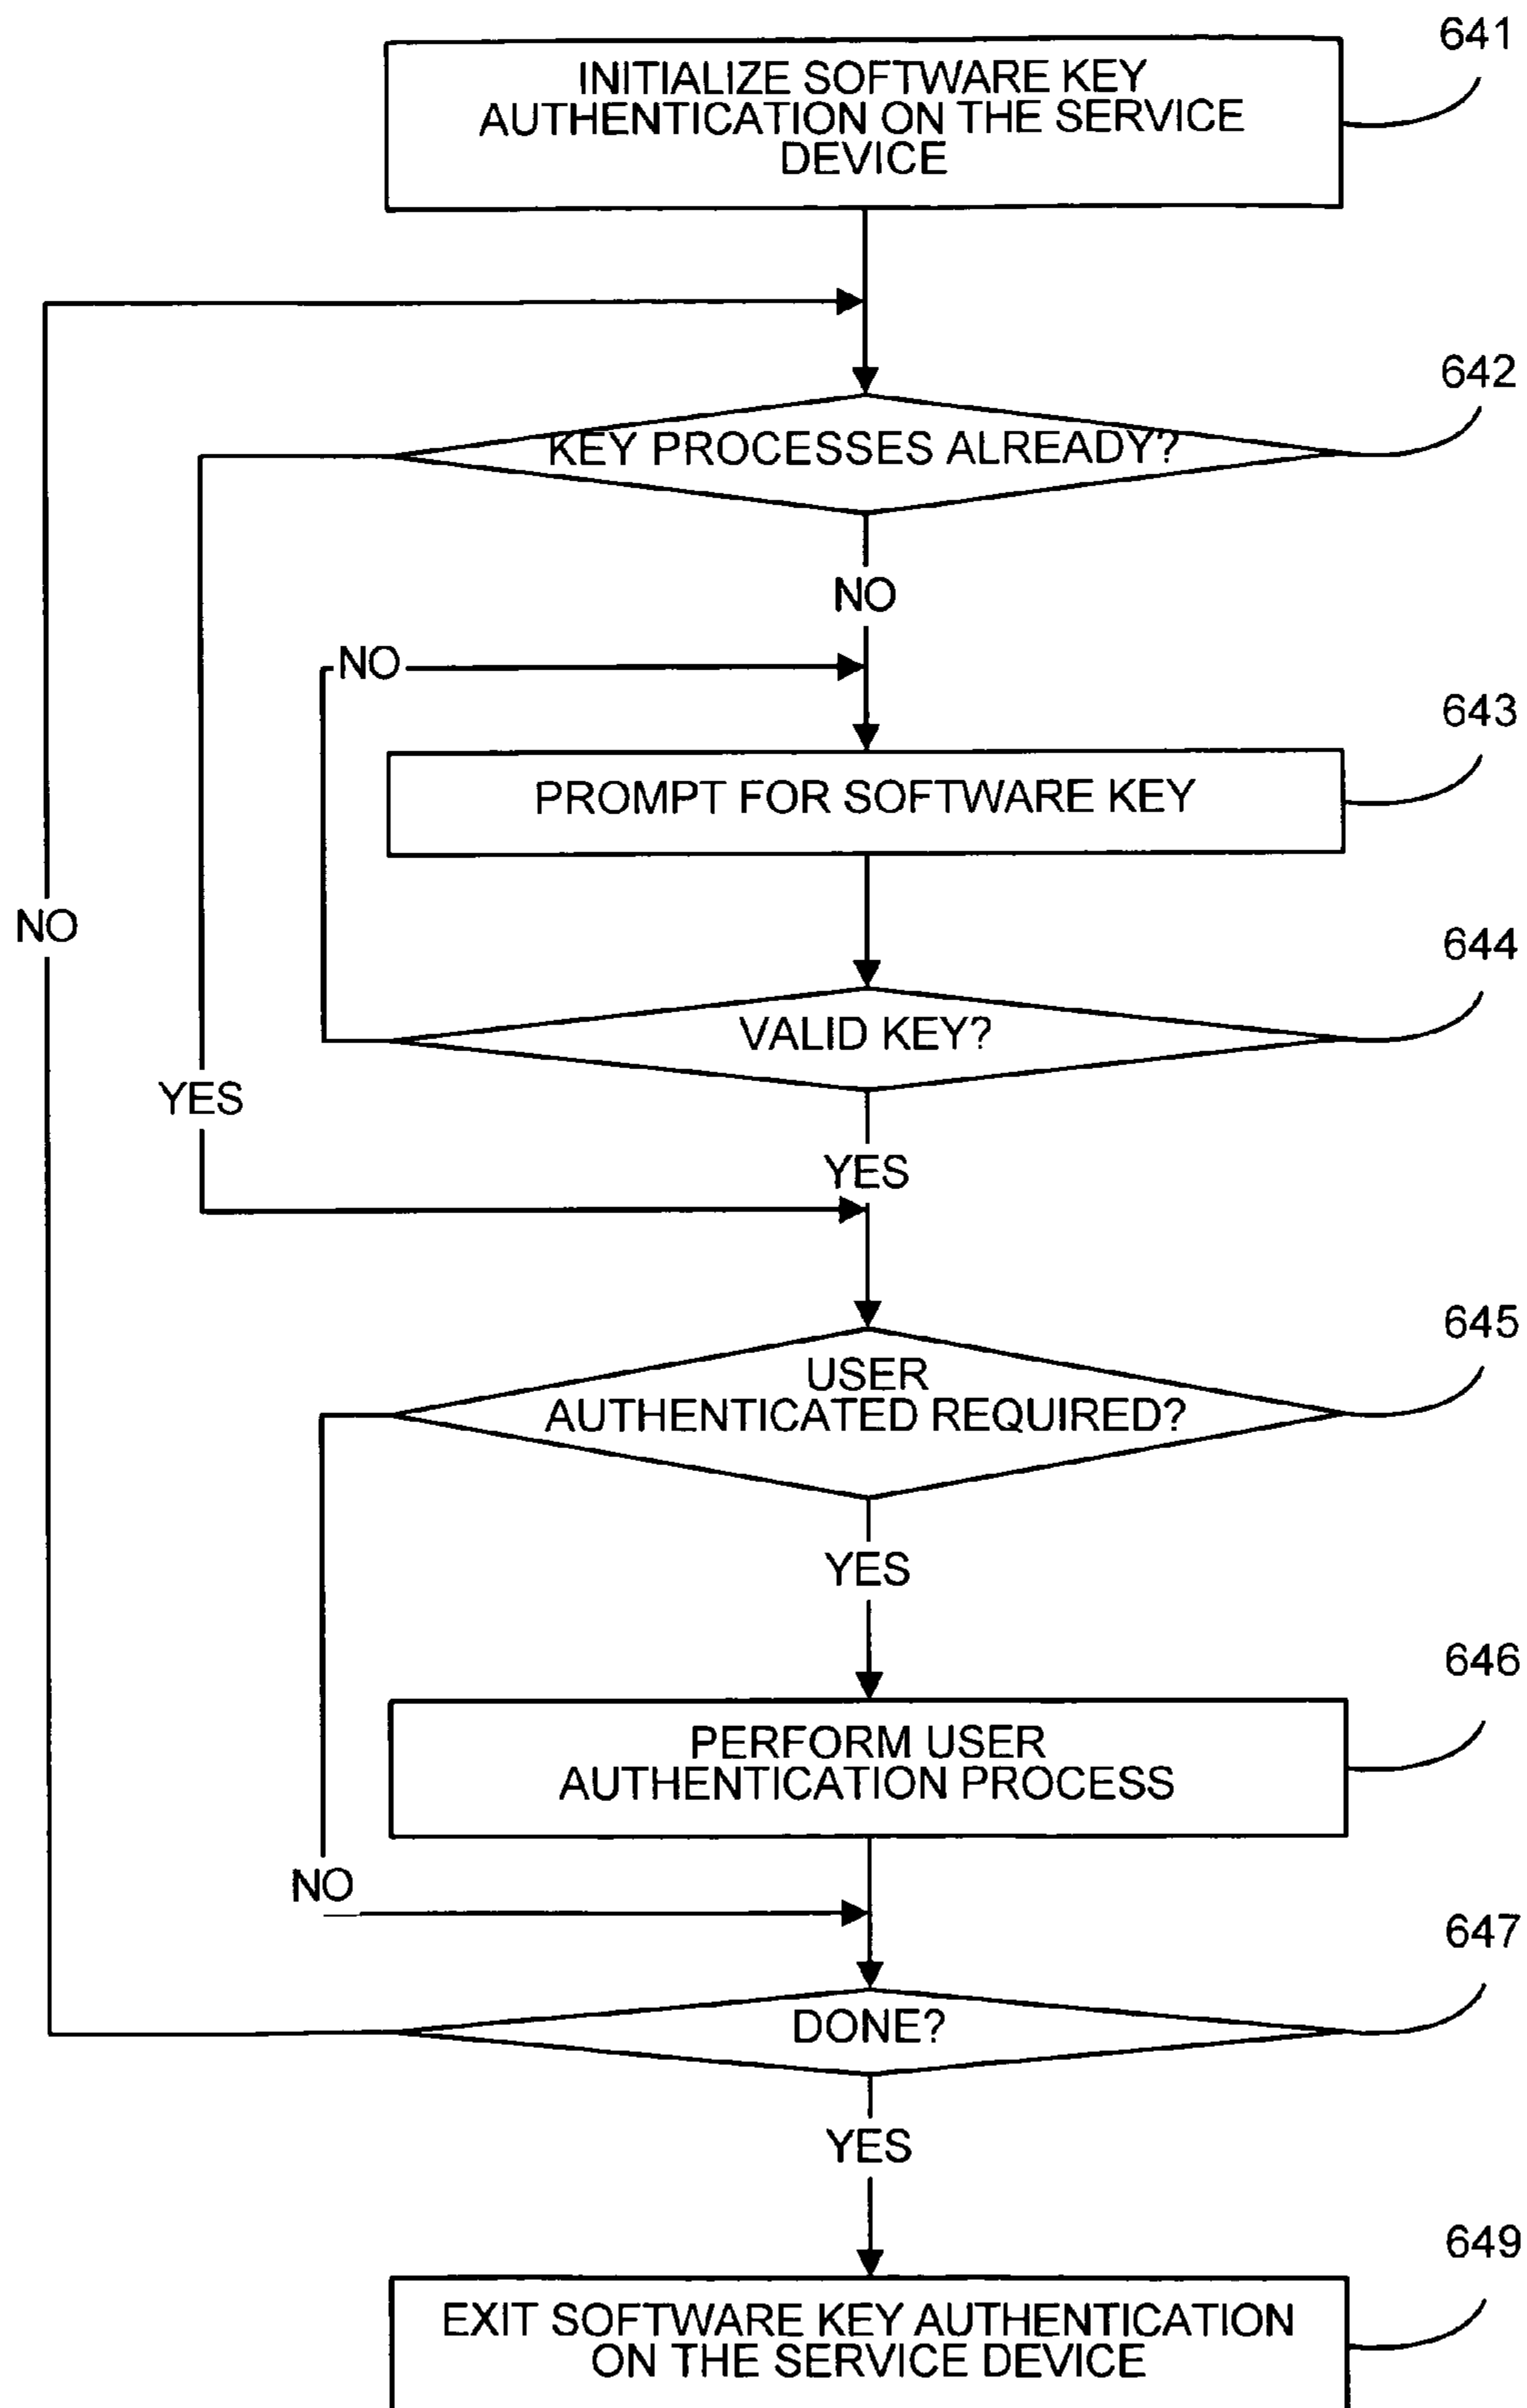 641
INITIALIZE SOFTWARE KEY
AUTHENTICATION ON THE SERVICE
DEVICE
642
KEY PROCESSES ALREADY?
NO
NO
643
PROMPT FOR SOFTWARE KEY
NO
644
VALID KEY?
YES
YES
645
USER
AUTHENTICATED REQUIRED?
YES
646
PERFORM USER
AUTHENTICATION PROCESS
NO
647
DONE?
YES
649
EXIT SOFTWARE KEY AUTHENTICATION
ON THE SERVICE DEVICE